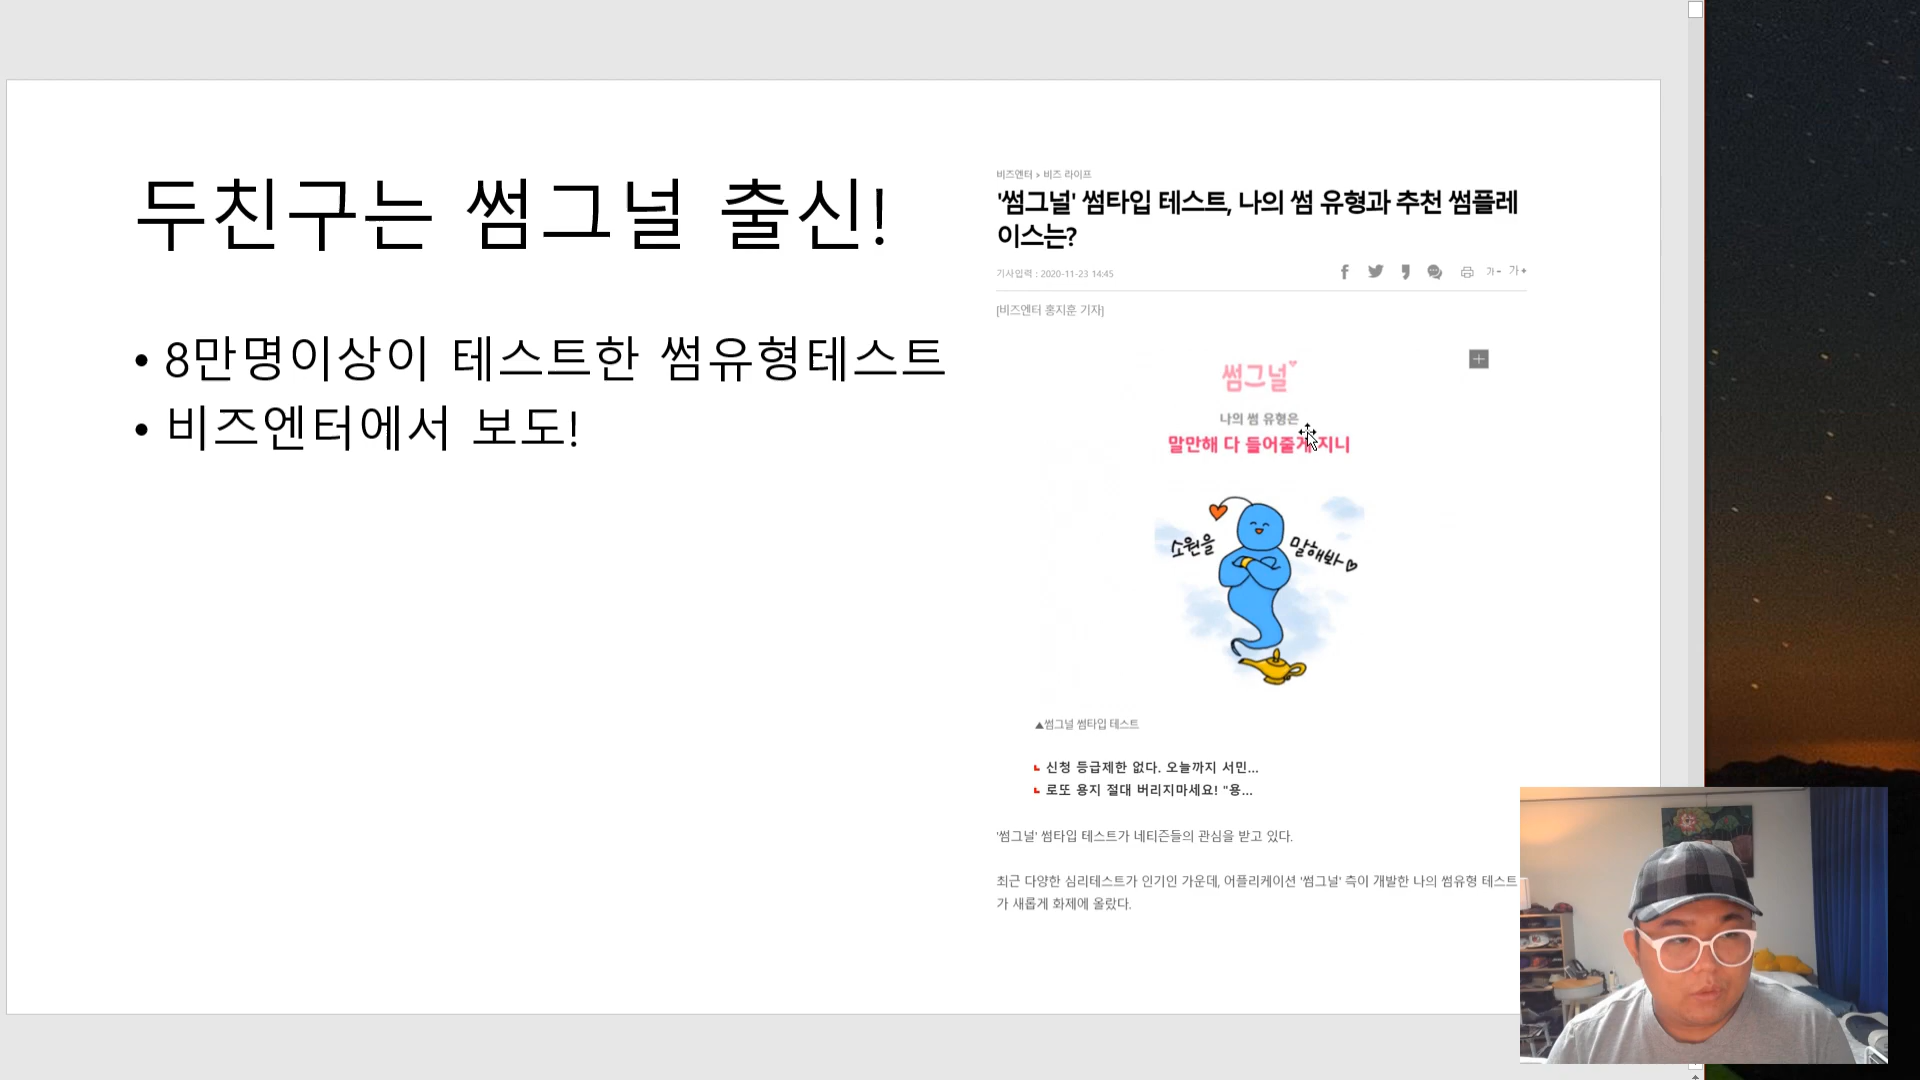 두친구는 썸그널 출신!
• 8만명이상이 테스트한 썸유형테스트
• 비즈엔터에서 보도!
비즈엔터 > 비즈 라이프
'썸그널' 썸타입 테스트, 나의 썸 유형과 추천 썸플레
이스는?
기사입력 : 2020-11-23 14:45
가- 가+
[비즈엔터 홍지훈 기자]
썸그널
나의 썸 유형은
말만해 다 들어줄게 지니
소원을 말해봐
▲썸그널 썸타입 테스트
신청 등급제한 없다. 오늘까지 서민...
로또 용지 절대 버리지마세요! "용...
'썸그널' 썸타입 테스트가 네티즌들의 관심을 받고 있다.
최근 다양한 심리테스트가 인기인 가운데, 어플리케이션 '썸그널' 측이 개발한 나의 썸유형 테스트
가 새롭게 화제에 올랐다.